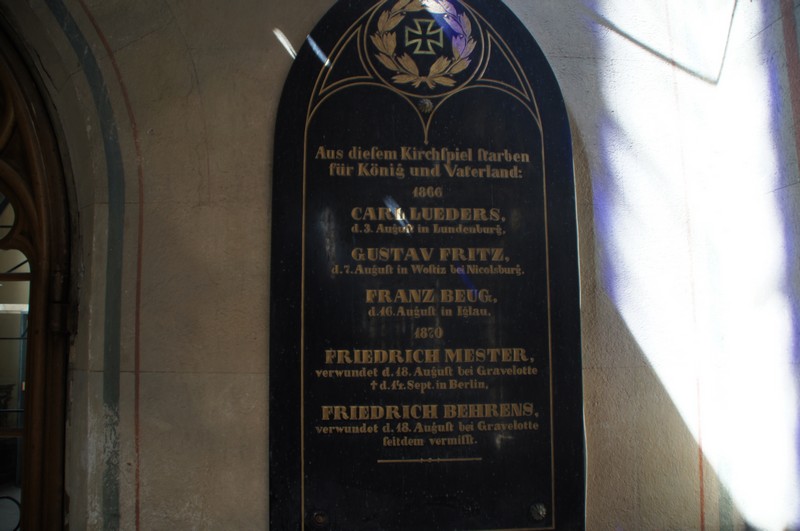 Aus dieſem Kirchſpiel ſtarben
für König und Vaterland:
1866
CARL LUEDERS,
d. 3. Auguſt in Lundenburg,
GUSTAV FRITZ,
d. 7. Auguſt in Woſtiz bei Nicolsburg,
FRANZ BEUG,
d. 16. Auguſt in Iglau,
1870
FRIEDRICH MESTER,
verwundet d. 18. Auguſt bei Gravelotte
† d. 14. Sept. in Berlin,
FRIEDRICH BEHRENS,
verwundet d. 18. Auguſt bei Gravelotte
ſeitdem vermiſſt.